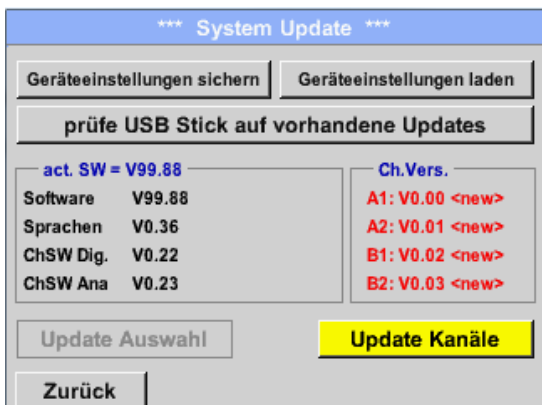 *** System Update ***
Geräteeinstellungen sichern
Geräteeinstellungen laden
prüfe USB Stick auf vorhandene Updates
act. SW = V99.88
Software V99.88
Sprachen V0.36
ChSW Dig. V0.22
ChSW Ana V0.23
Ch.Vers.
A1: V0.00 <new>
A2: V0.01 <new>
B1: V0.02 <new>
B2: V0.03 <new>
Update Auswahl
Update Kanäle
Zurück